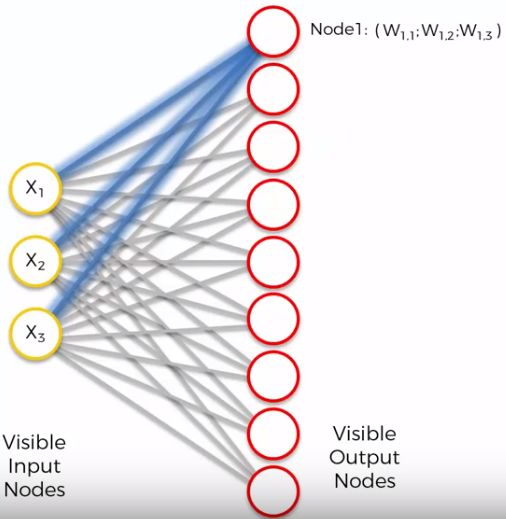 Node1: (W1,1;W1,2;W1,3)
X1
X2
X3
Visible
Input
Nodes
Visible
Output
Nodes